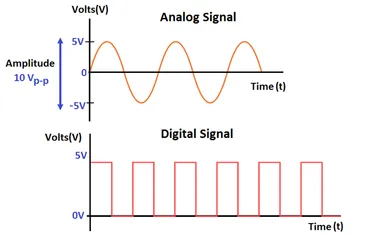 Volts(V)
Analog Signal
5V
Amplitude
10 Vp-p
0
Time (t)
-5V
Volts(V)
Digital Signal
5V
0V
Time (t)